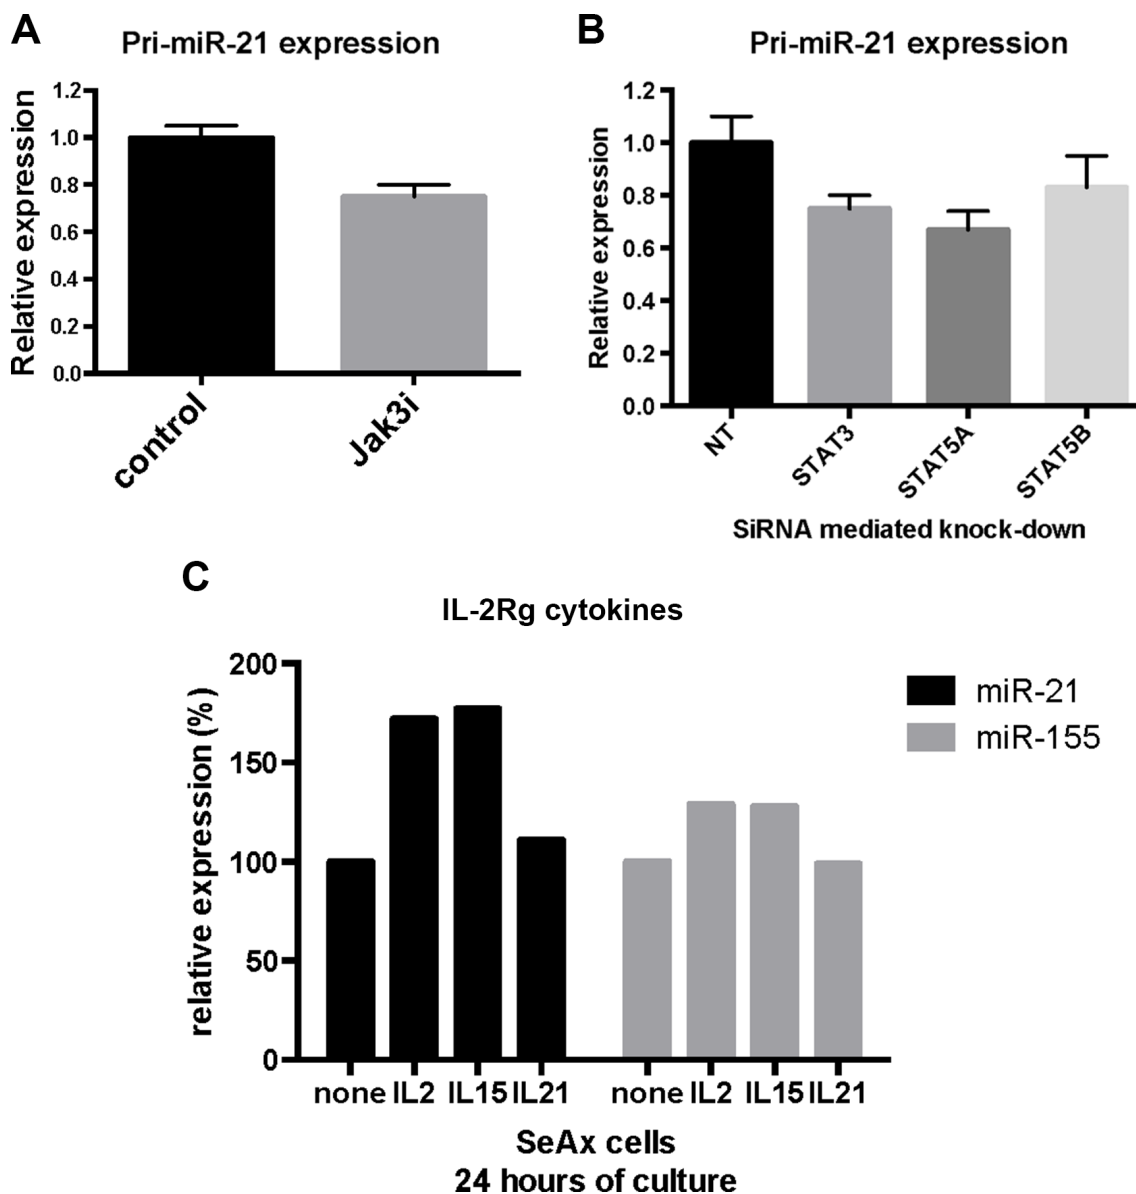 A
Pri-miR-21 expression
Relative expression
1.2
1.0
0.8
0.6
0.4
0.2
0.0
control
Jak3i
B
Pri-miR-21 expression
Relative expression
1.2
1.0
0.8
0.6
0.4
0.2
0.0
NT
STAT3
STAT5A
STAT5B
SiRNA mediated knock-down
C
IL-2Rg cytokines
relative expression (%)
200
150
100
50
0
none IL2 IL15 IL21 none IL2 IL15 IL21
SeAx cells
24 hours of culture
miR-21
miR-155